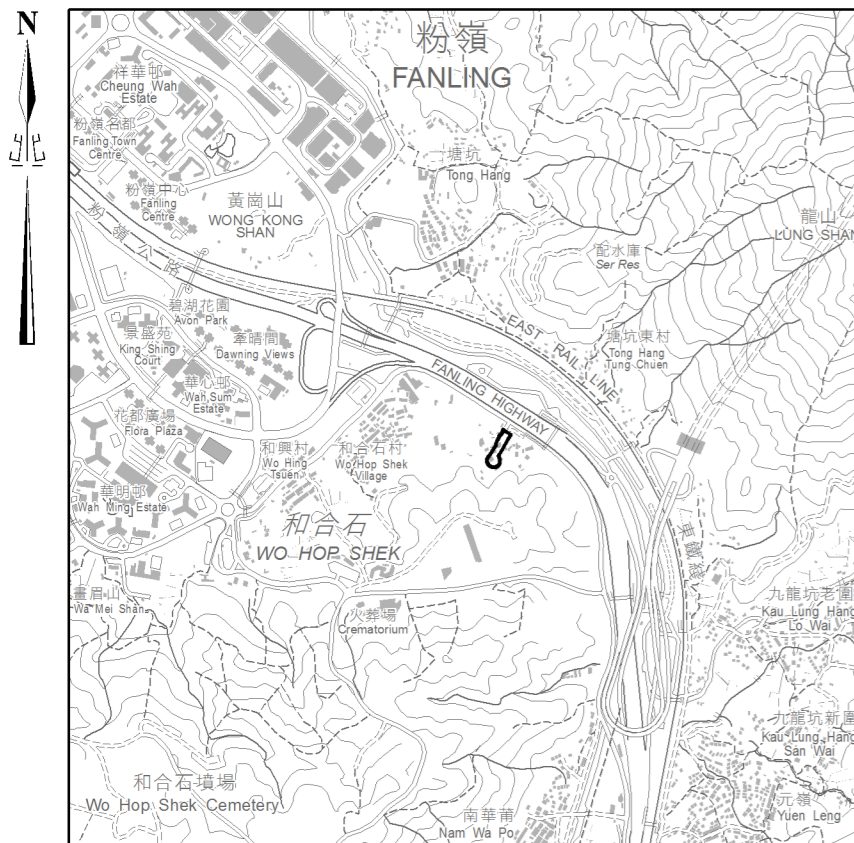 N
粉嶺
FANLING
祥華邨
Cheung Wah
Estate
粉嶺名都
Fanling Town
Centre
塘坑
Tong Hang
粉嶺中心
Fanling
Centre
黃崗山
WONG KONG
SHAN
龍山
LUNG SHAN
粉嶺公路
配水庫
Ser Res
碧湖花園
Avon Park
EAST RAIL LINE
景盛苑
King Shing
Court
牽晴間
Dawning Views
塘坑東村
Tong Hang
Tung Chuen
FANLING HIGHWAY
華心邨
Wah Sum
Estate
花都廣場
Flora Plaza
和興村
Wo Hing
Tsuen
和合石村
Wo Hop Shek
Village
華明邨
Wah Ming Estate
和合石
WO HOP SHEK
東鐵綫
畫眉山
Wa Mei Shan
火葬場
Crematorium
九龍坑老圍
Kau Lung Hang
Lo Wai
九龍坑新圍
Kau Lung Hang
San Wai
和合石墳場
Wo Hop Shek Cemetery
南華莆
Nam Wa Po
元嶺
Yuen Leng